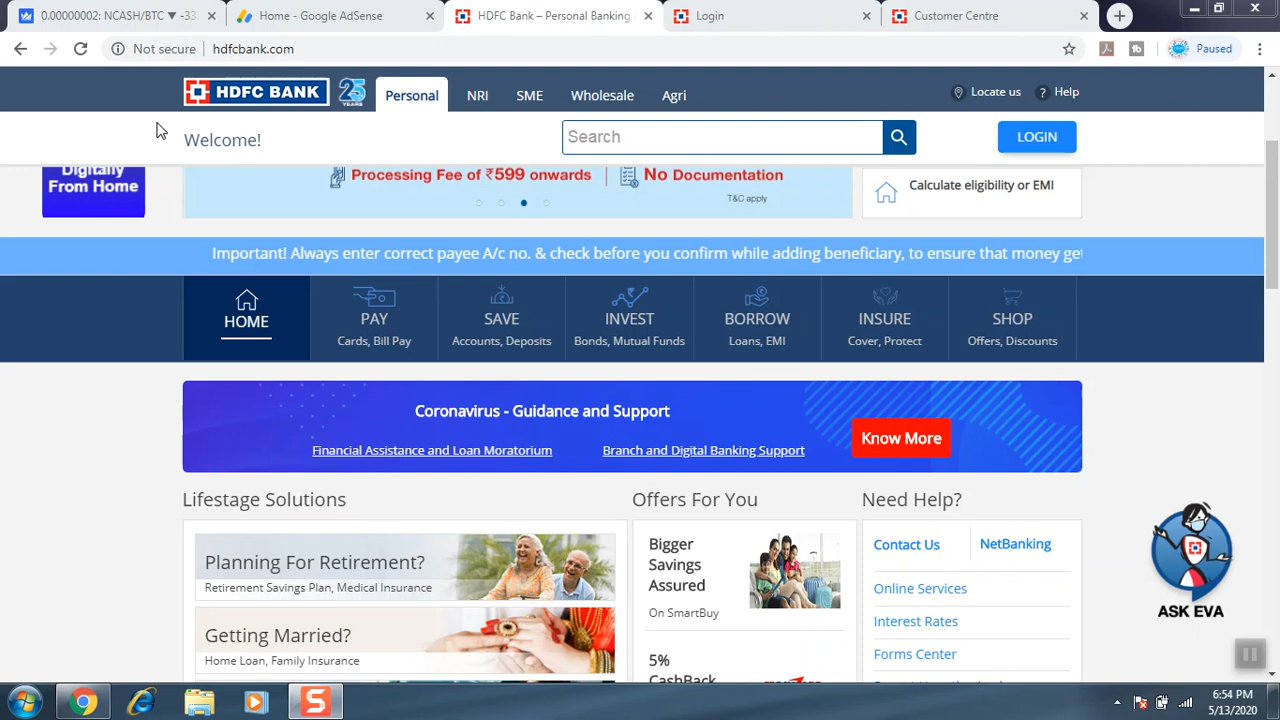 0.00000002: NCASH/BTC ▼ -33
Home - Google AdSense
HDFC Bank – Personal Banking
Login
Customer Centre
Not secure
hdfcbank.com
Paused
HDFC BANK
25 YEARS
Personal
NRI
SME
Wholesale
Agri
Locate us
Help
Welcome!
Search
LOGIN
Digitally
From Home
Processing Fee of ₹599 onwards
No Documentation
T&C apply
Calculate eligibility or EMI
Important! Always enter correct payee A/c no. & check before you confirm while adding beneficiary, to ensure that money get
HOME
PAY
SAVE
INVEST
BORROW
INSURE
SHOP
Cards, Bill Pay
Accounts, Deposits
Bonds, Mutual Funds
Loans, EMI
Cover, Protect
Offers, Discounts
Coronavirus - Guidance and Support
Financial Assistance and Loan Moratorium
Branch and Digital Banking Support
Know More
Lifestage Solutions
Offers For You
Need Help?
Planning For Retirement?
Retirement Savings Plan, Medical Insurance
Getting Married?
Home Loan, Family Insurance
Bigger
Savings
Assured
On SmartBuy
5%
CashBack
Contact Us
NetBanking
Online Services
Interest Rates
Forms Center
ASK EVA
6:54 PM
5/13/2020